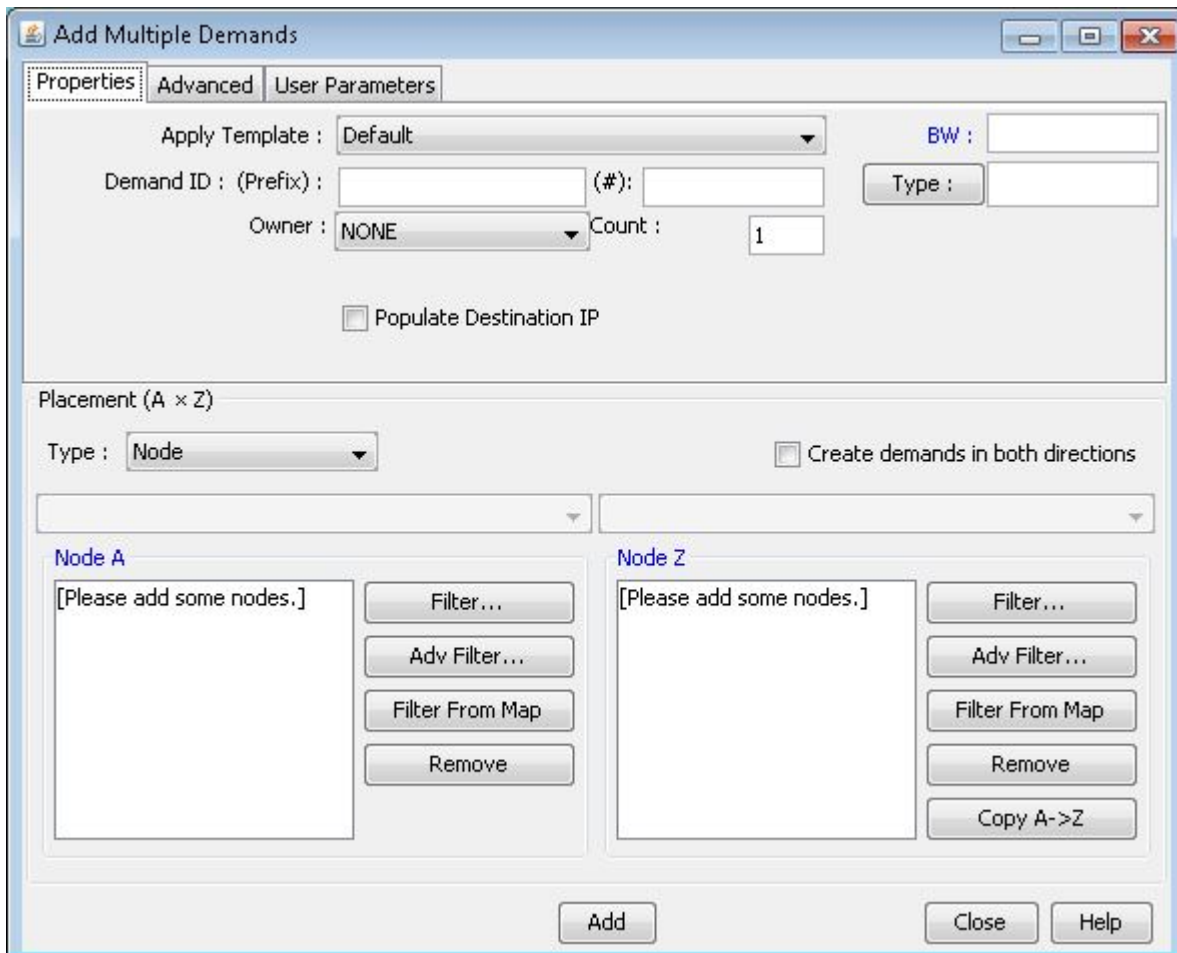 Add Multiple Demands
Properties Advanced User Parameters
Apply Template : Default BW :
Demand ID : (Prefix) : (#): Type :
Owner : NONE Count : 1
Populate Destination IP
Placement (A × Z)
Type : Node Create demands in both directions
Node A Node Z
[Please add some nodes.] Filter... [Please add some nodes.] Filter...
Adv Filter... Adv Filter...
Filter From Map Filter From Map
Remove Remove
Copy A->Z
Add Close Help